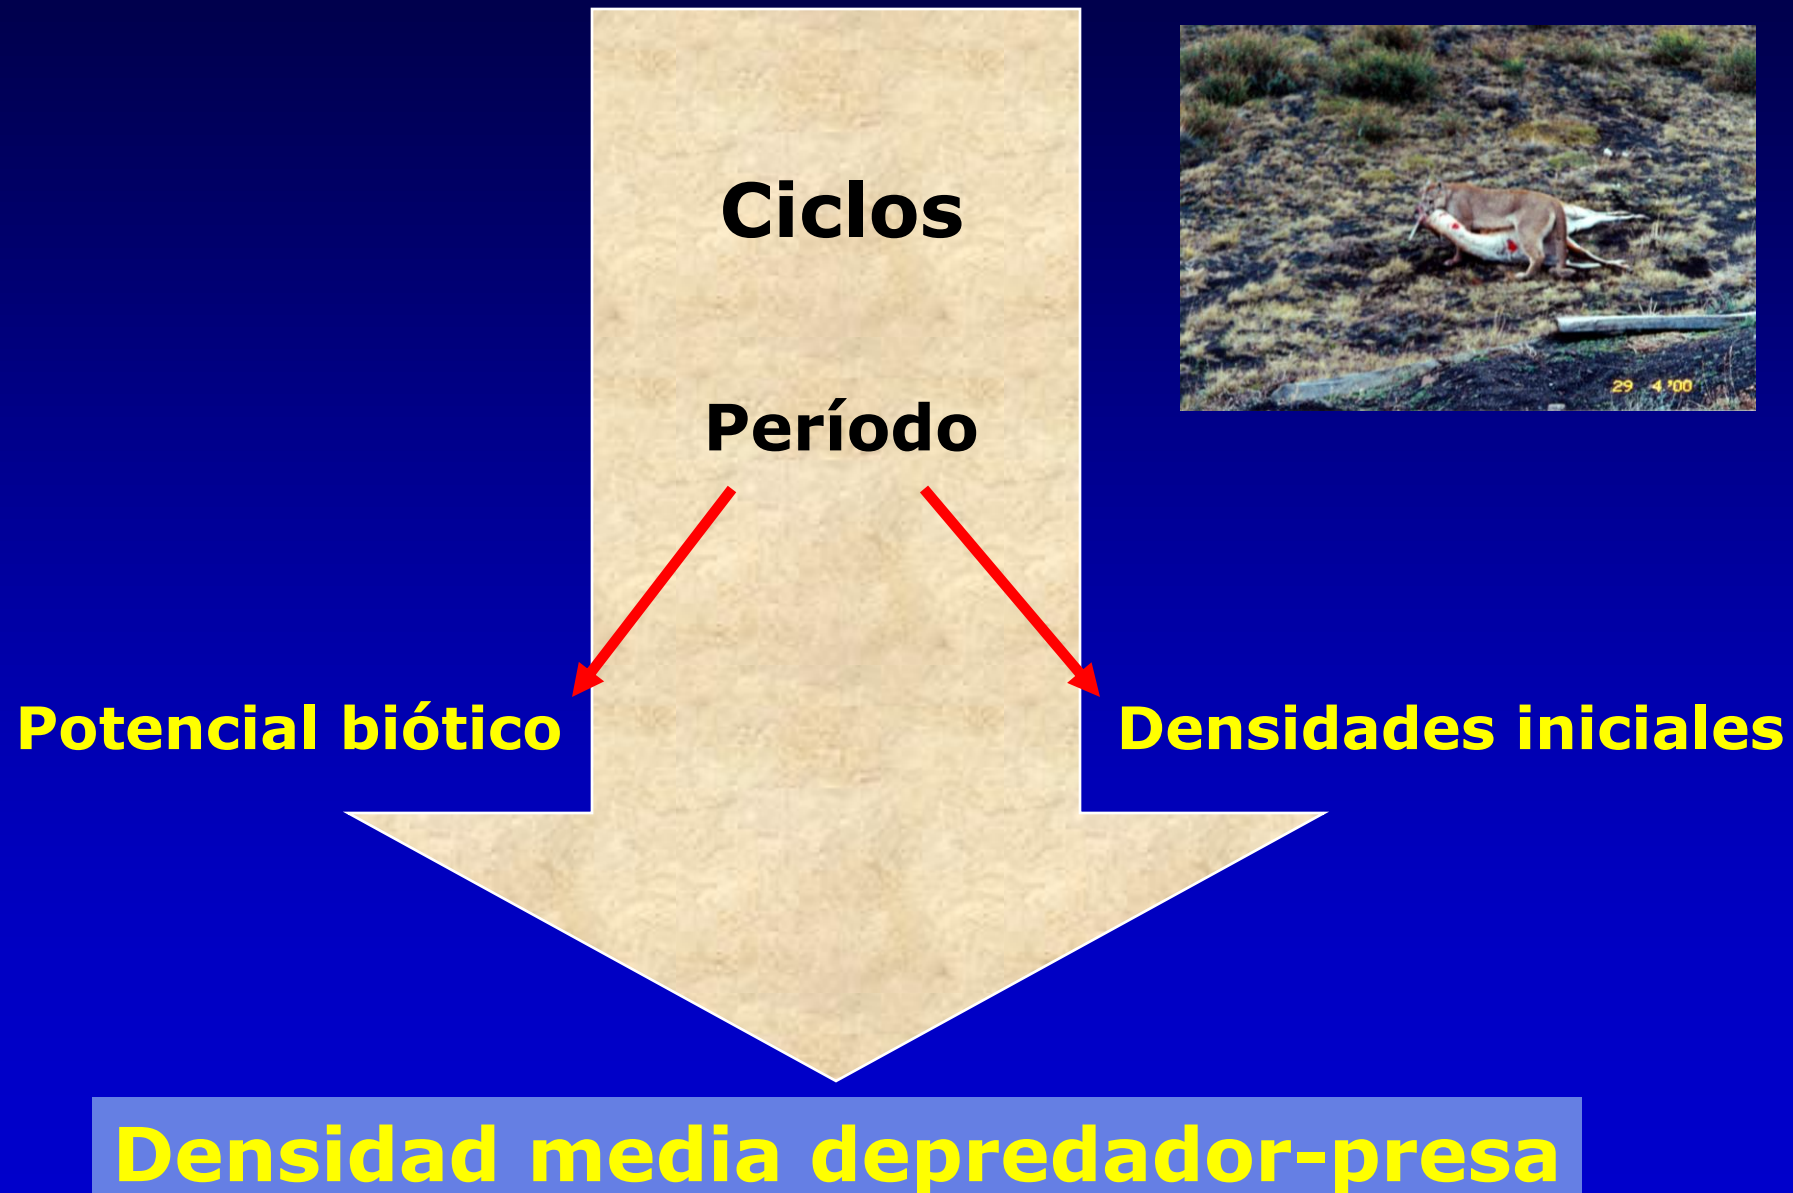 Ciclos
29 4 '00
Período
Potencial biótico
Densidades iniciales
Densidad media depredador-presa